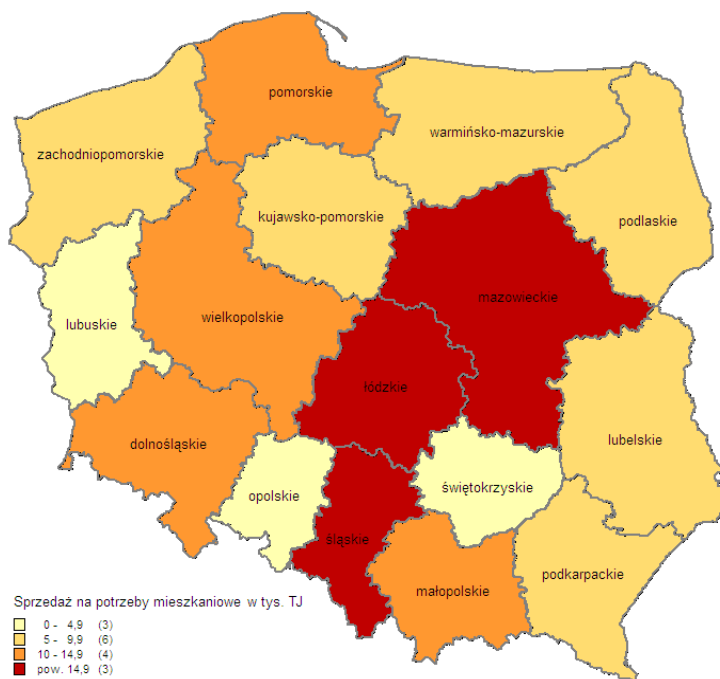 pomorskie
warmińsko-mazurskie
zachodniopomorskie
kujawsko-pomorskie
podlaskie
mazowieckie
wielkopolskie
lubuskie
łódzkie
dolnośląskie
lubelskie
opolskie
świętokrzyskie
śląskie
podkarpackie
małopolskie
Sprzedaż na potrzeby mieszkaniowe w tys. TJ
0 - 4,9 (3)
5 - 9,9 (6)
10 - 14,9 (4)
pow. 14,9 (3)